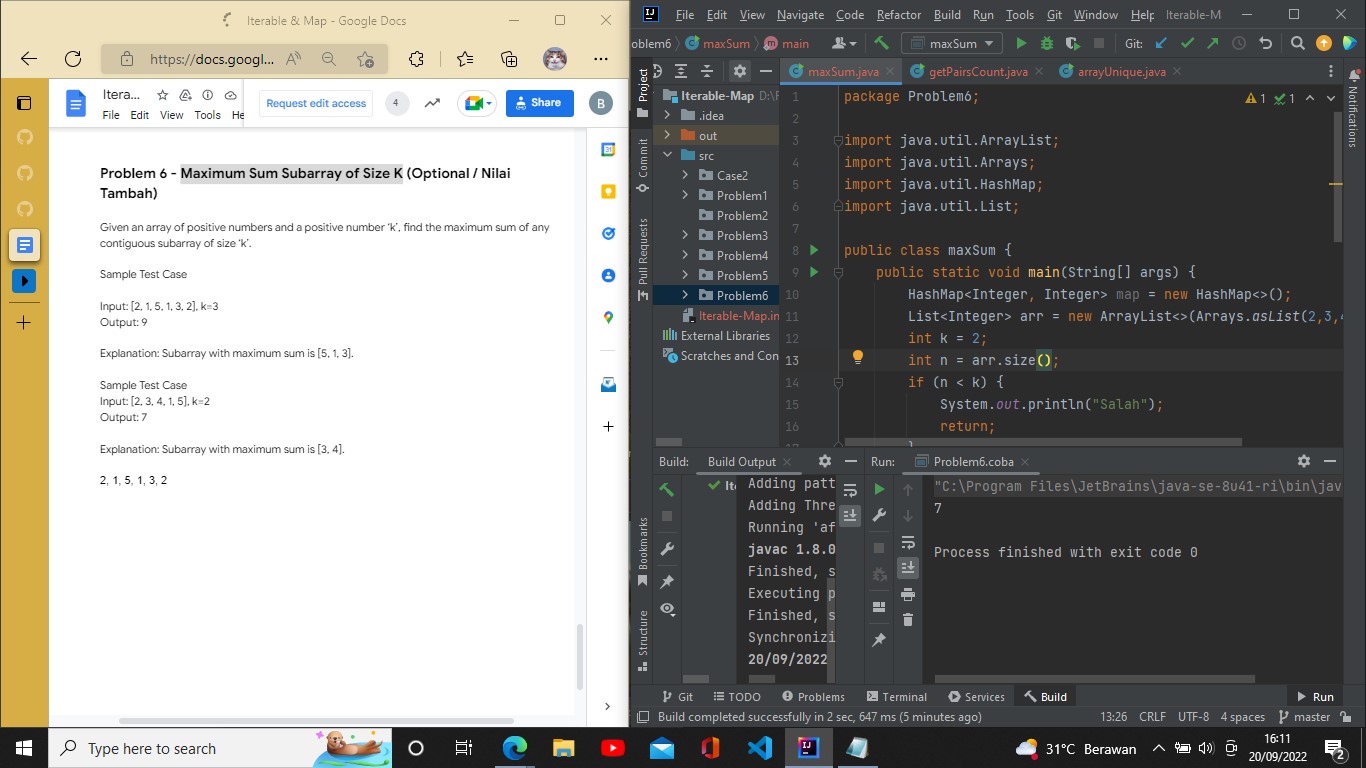 Iterable & Map - Google Docs
https://docs.googl...
Itera...
File Edit View Tools He
Request edit access
4
Share
B
Problem 6 - Maximum Sum Subarray of Size K (Optional / Nilai
Tambah)
Given an array of positive numbers and a positive number ‘k’, find the maximum sum of any
contiguous subarray of size ‘k’.
Sample Test Case
Input: [2, 1, 5, 1, 3, 2], k=3
Output: 9
Explanation: Subarray with maximum sum is [5, 1, 3].
Sample Test Case
Input: [2, 3, 4, 1, 5], k=2
Output: 7
Explanation: Subarray with maximum sum is [3, 4].
2, 1, 5, 1, 3, 2
File Edit View Navigate Code Refactor Build Run Tools Git Window Help Iterable-M
oblem6 maxSum main
maxSum
Git:
Project
Commit
Pull Requests
Bookmarks
Structure
Iterable-Map D:\F
.idea
out
src
Case2
Problem1
Problem2
Problem3
Problem4
Problem5
Problem6
Iterable-Map.in
External Libraries
Scratches and Con
maxSum.java
getPairsCount.java
arrayUnique.java
Notifications
1 1
1 package Problem6;
2
3 import java.util.ArrayList;
4 import java.util.Arrays;
5 import java.util.HashMap;
6 import java.util.List;
7
8 public class maxSum {
9 public static void main(String[] args) {
10 HashMap<Integer, Integer> map = new HashMap<>();
11 List<Integer> arr = new ArrayList<>(Arrays.asList(2,3,4
12 int k = 2;
13 int n = arr.size();
14 if (n < k) {
15 System.out.println("Salah");
16 return;
Build: Build Output
Ite
Adding patt
Adding Thre
Running 'af
javac 1.8.0
Finished, s
Executing p
Finished, s
Synchronizi
20/09/2022
Run: Problem6.coba
"C:\Program Files\JetBrains\java-se-8u41-ri\bin\jav
7
Process finished with exit code 0
Git TODO Problems Terminal Services Build Run
Build completed successfully in 2 sec, 647 ms (5 minutes ago)
13:26 CRLF UTF-8 4 spaces master
Type here to search
31°C Berawan
16:11
20/09/2022
2